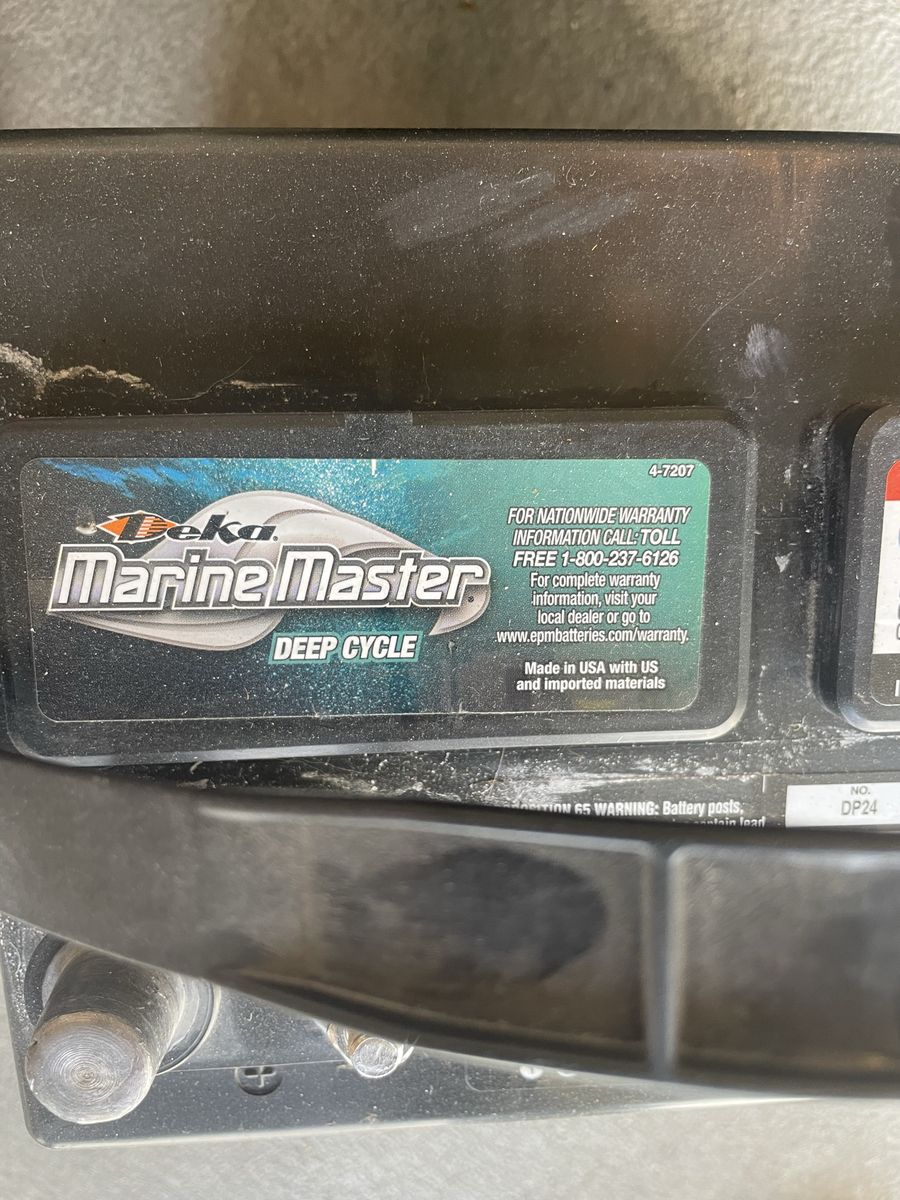 4-7207
Deka
Marine Master
DEEP CYCLE
FOR NATIONWIDE WARRANTY
INFORMATION CALL: TOLL
FREE 1-800-237-6126
For complete warranty
information, visit your
local dealer or go to
www.epmbatteries.com/warranty.
Made in USA with US
and imported materials
65 WARNING: Battery posts,
lead
NO.
DP24